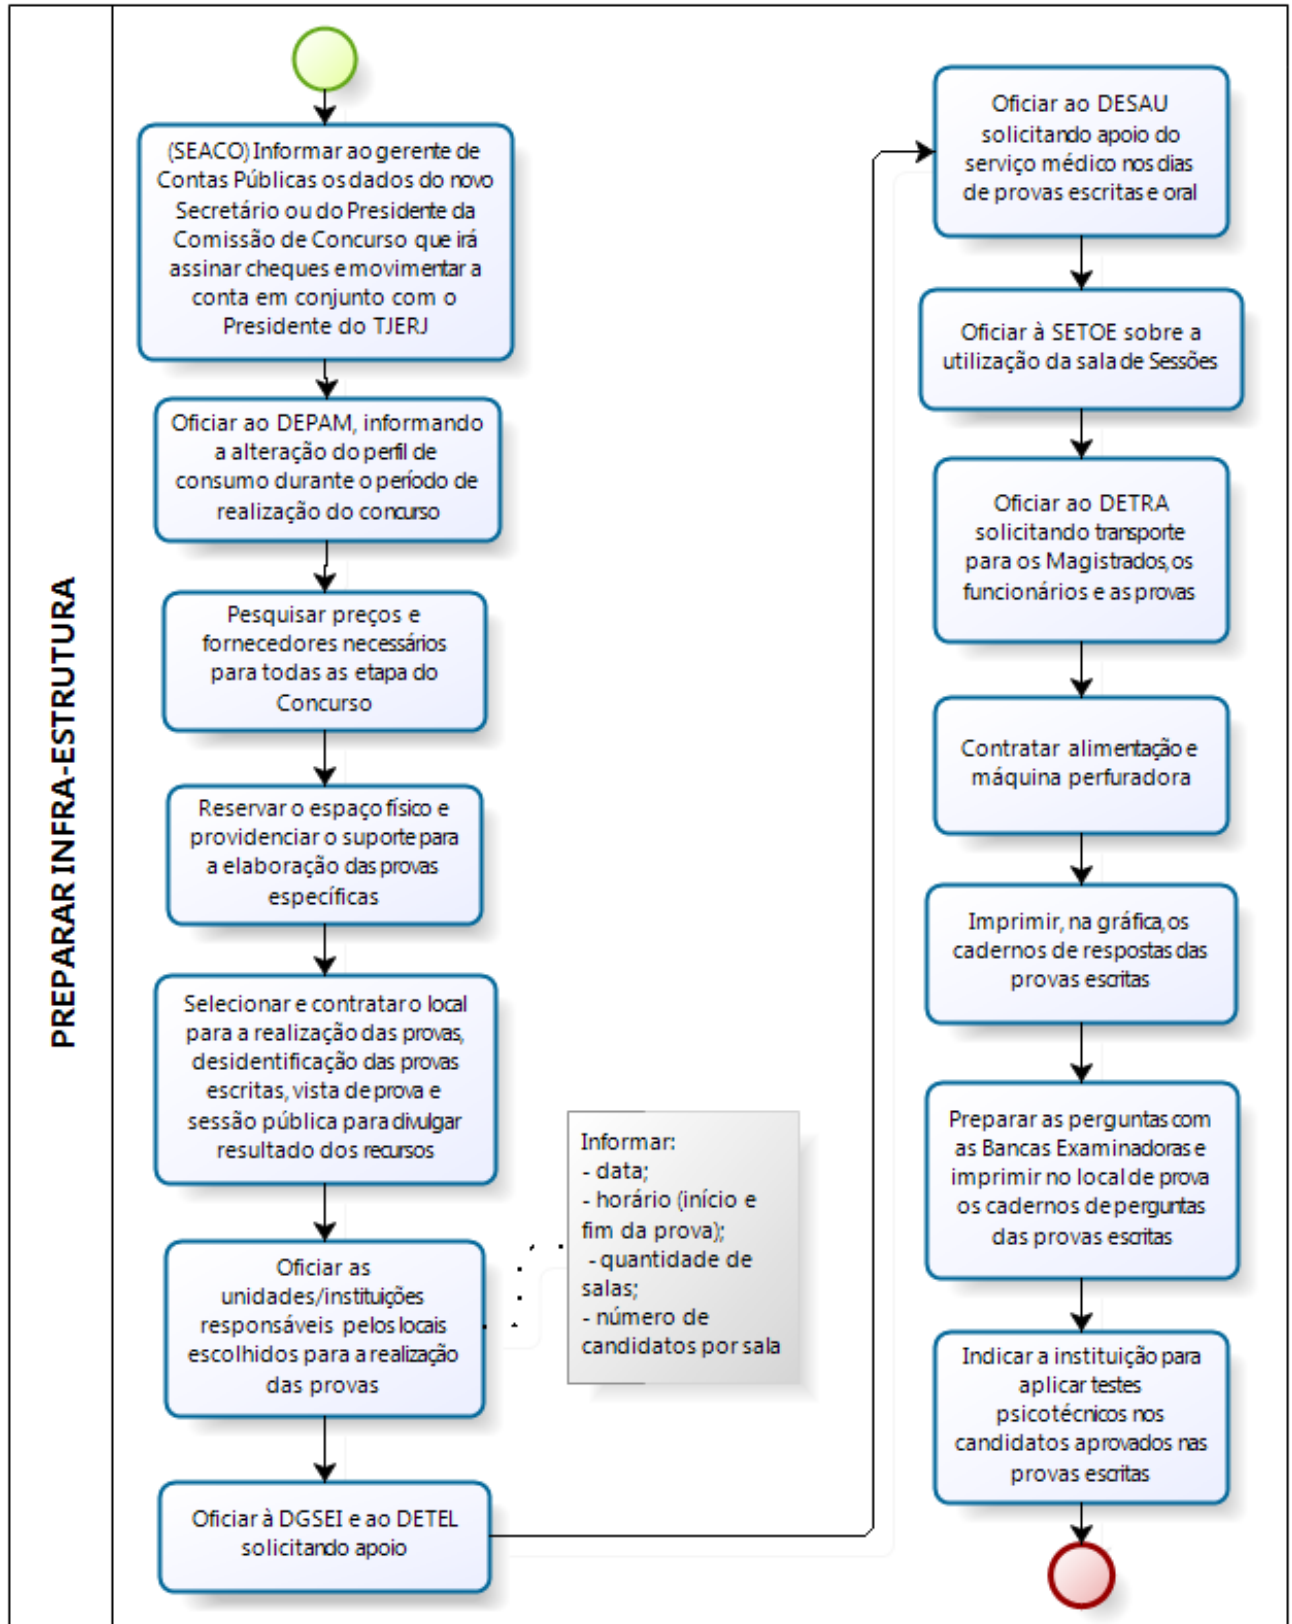 PREPARAR INFRA-ESTRUTURA
(SEACO) Informar ao gerente de
Contas Públicas os dados do novo
Secretário ou do Presidente da
Comissão de Concurso que irá
assinar cheques e movimentar a
conta em conjunto com o
Presidente do TJERJ
Oficiar ao DEPAM, informando
a alteração do perfil de
consumo durante o período de
realização do concurso
Pesquisar preços e
fornecedores necessários
para todas as etapa do
Concurso
Reservar o espaço físico e
providenciar o suporte para
a elaboração das provas
específicas
Selecionar e contratar o local
para a realização das provas,
desidentificação das provas
escritas, vista de prova e
sessão pública para divulgar
resultado dos recursos
Oficiar as
unidades/instituições
responsáveis pelos locais
escolhidos para a realização
das provas
Informar:
- data;
- horário (início e
fim da prova);
- quantidade de
salas;
- número de
candidatos por sala
Oficiar à DGSEI e ao DETEL
solicitando apoio
Oficiar ao DESAU
solicitando apoio do
serviço médico nos dias
de provas escritas e oral
Oficiar à SETOE sobre a
utilização da sala de Sessões
Oficiar ao DETRA
solicitando transporte
para os Magistrados, os
funcionários e as provas
Contratar alimentação e
máquina perfuradora
Imprimir, na gráfica, os
cadernos de respostas das
provas escritas
Preparar as perguntas com
as Bancas Examinadoras e
imprimir no local de prova
os cadernos de perguntas
das provas escritas
Indicar a instituição para
aplicar testes
psicotécnicos nos
candidatos aprovados nas
provas escritas